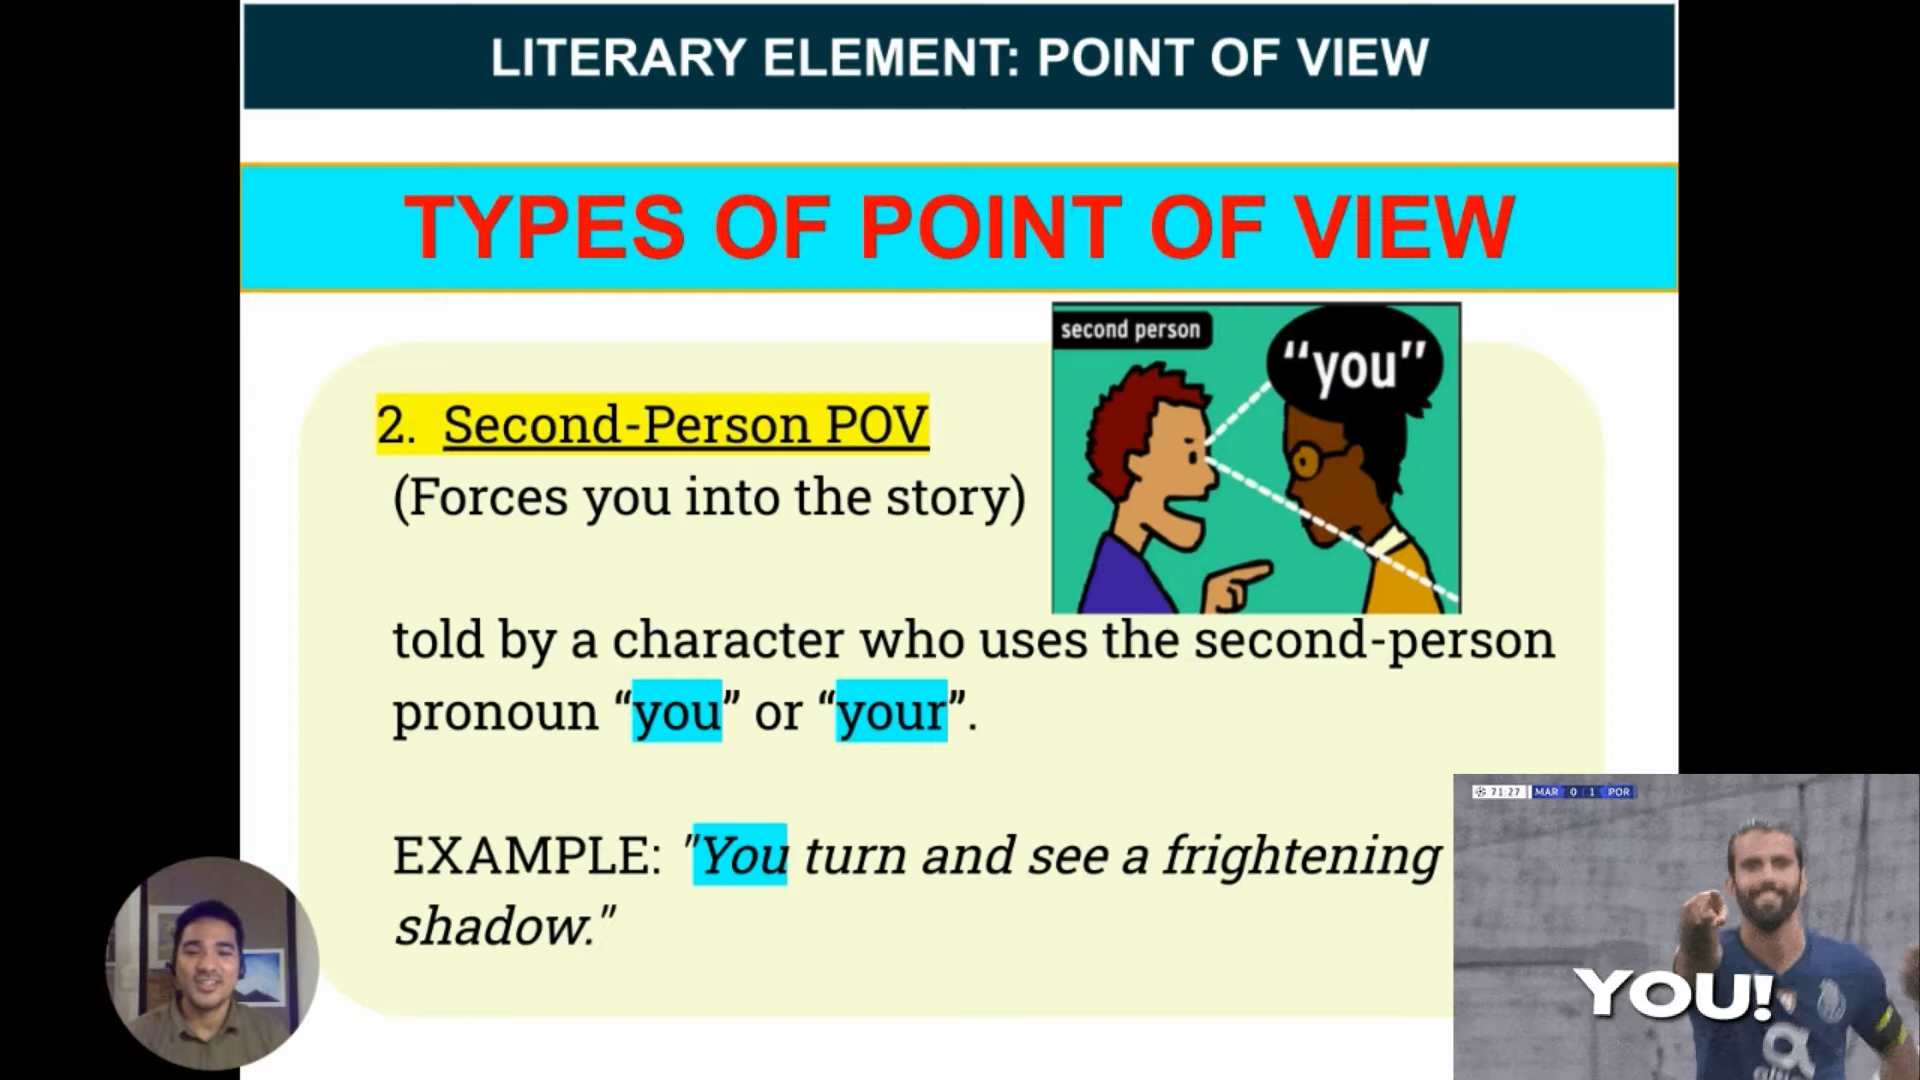 LITERARY ELEMENT: POINT OF VIEW
TYPES OF POINT OF VIEW
second person
“you”
2. Second-Person POV
(Forces you into the story)
told by a character who uses the second-person
pronoun “you” or “your”.
EXAMPLE: "You turn and see a frightening
shadow."
71:27 MAR 0 1 POR
YOU!